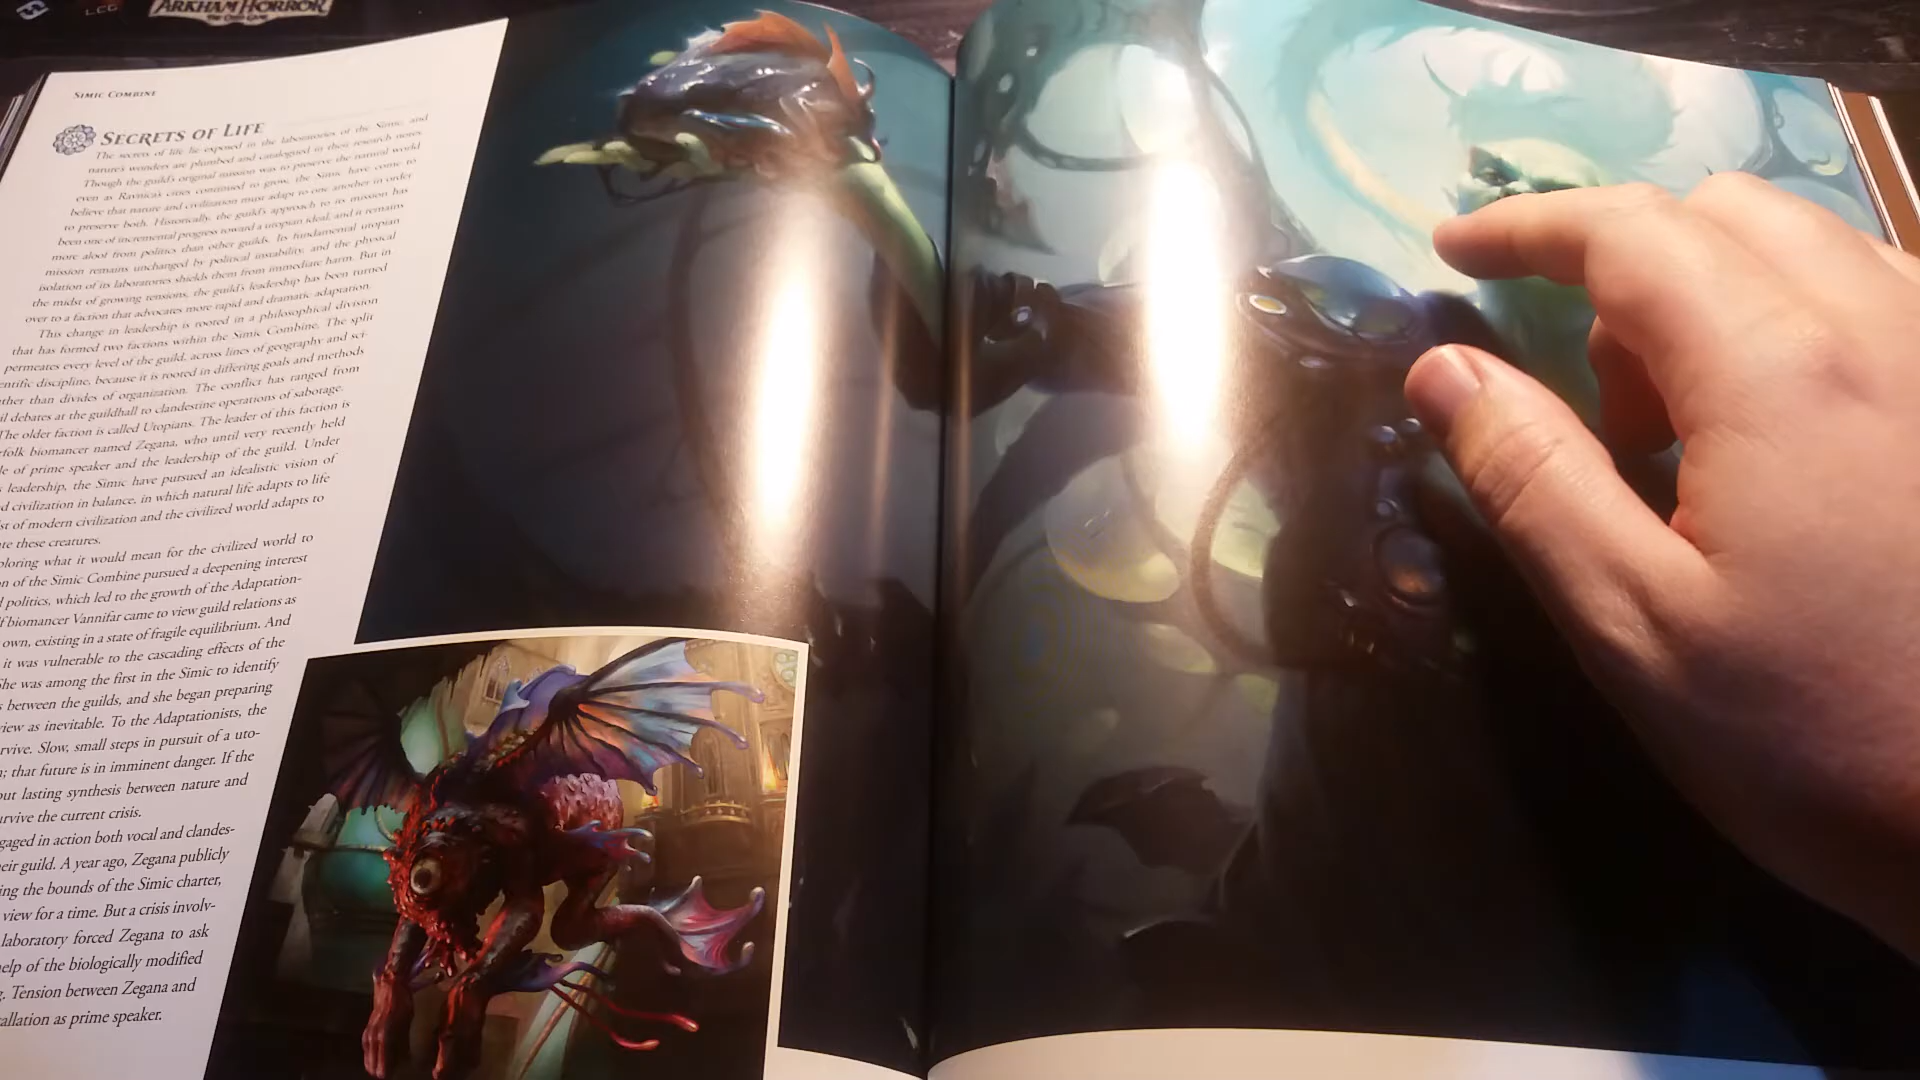 LCG
ARKHAM HORROR
THE CARD GAME
SIMIC COMBINE
SECRETS OF LIFE
The secrets of life lie exposed in the laboratories of the Simic, and
nature's wonders are plumbed and catalogued in their research notes.
Though the guild's original mission was to preserve the natural world
even as Ravnica's cities continued to grow, the Simic have come to
believe that nature and civilization must adapt to one another in order
to preserve both. Historically, the guild's approach to its mission has
been one of incremental progress toward a utopian ideal, and it remains
more aloof from politics than other guilds. Its fundamental utopian
mission remains unchanged by political instability, and the physical
isolation of its laboratories shields them from immediate harm. But in
the midst of growing tensions, the guild's leadership has been turned
over to a faction that advocates more rapid and dramatic adaptation.
This change in leadership is rooted in a philosophical division
that has formed two factions within the Simic Combine. The split
permeates every level of the guild, across lines of geography and sci-
entific discipline, because it is rooted in differing goals and methods
ther than divides of organization. The conflict has ranged from
il debates at the guildhall to clandestine operations of sabotage.
The older faction is called Utopians. The leader of this faction is
rfolk biomancer named Zegana, who until very recently held
le of prime speaker and the leadership of the guild. Under
s leadership, the Simic have pursued an idealistic vision of
d civilization in balance, in which natural life adapts to life
st of modern civilization and the civilized world adapts to
te these creatures.
ploring what it would mean for the civilized world to
n of the Simic Combine pursued a deepening interest
d politics, which led to the growth of the Adaptation-
f biomancer Vannifar came to view guild relations as
own, existing in a state of fragile equilibrium. And
it was vulnerable to the cascading effects of the
She was among the first in the Simic to identify
s between the guilds, and she began preparing
view as inevitable. To the Adaptationists, the
rvive. Slow, small steps in pursuit of a uto-
n; that future is in imminent danger. If the
out lasting synthesis between nature and
urvive the current crisis.
gaged in action both vocal and clandes-
eir guild. A year ago, Zegana publicly
ing the bounds of the Simic charter,
view for a time. But a crisis involv-
laboratory forced Zegana to ask
elp of the biologically modified
g. Tension between Zegana and
allation as prime speaker.